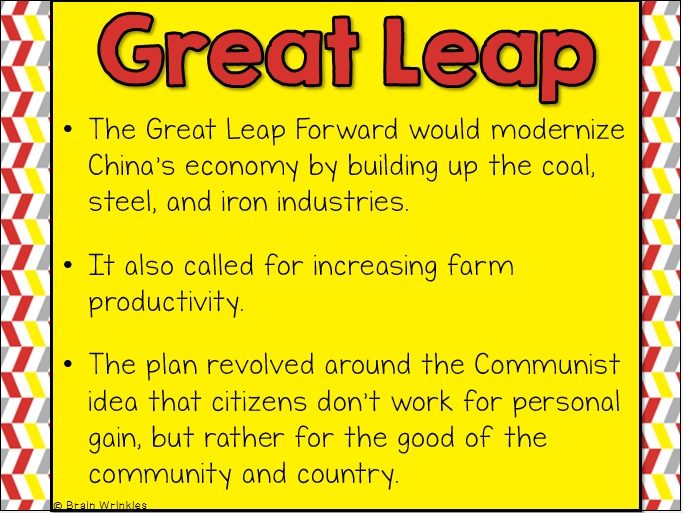 Great Leap
• The Great Leap Forward would modernize
China's economy by building up the coal,
steel, and iron industries.
• It also called for increasing farm
productivity.
• The plan revolved around the Communist
idea that citizens don't work for personal
gain, but rather for the good of the
community and country.
© Brain Wrinkles